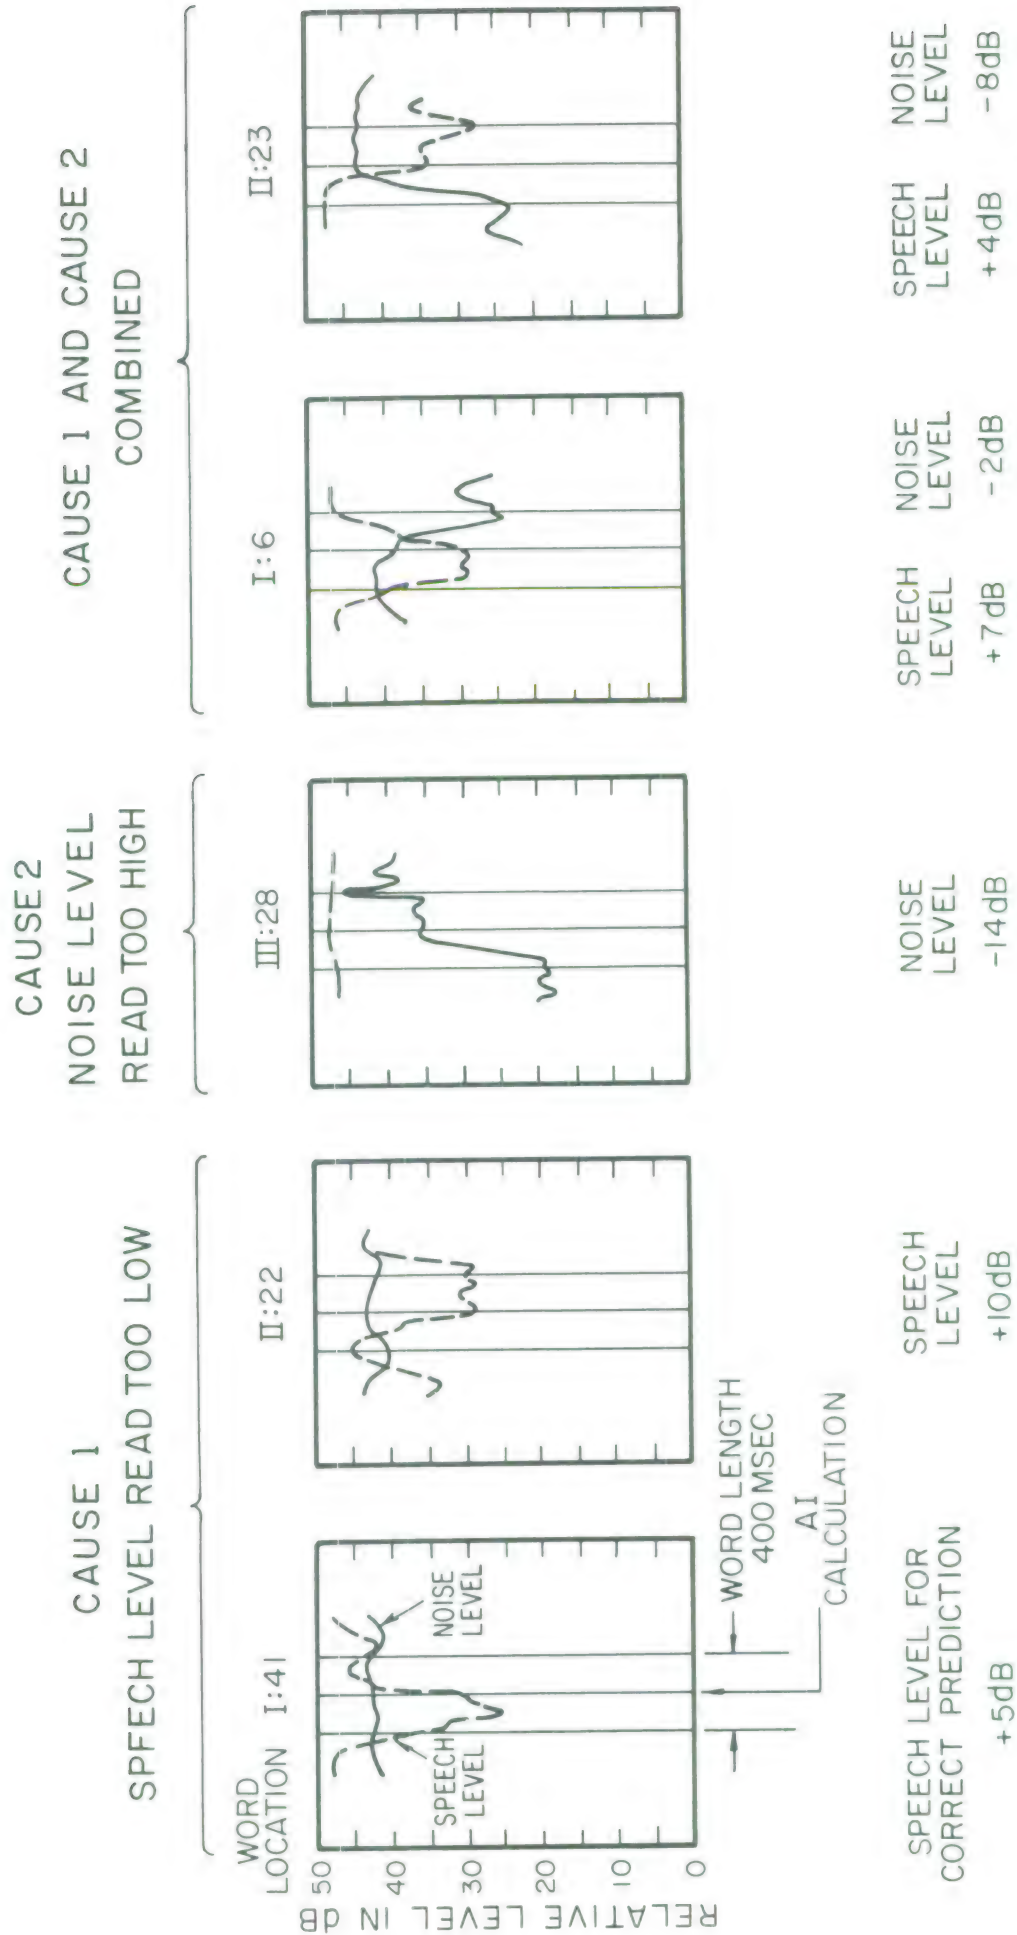 CAUSE 1
SPFECH LEVEL READ TOO LOW
CAUSE 2
NOISE LEVEL
READ TOO HIGH
CAUSE 1 AND CAUSE 2
COMBINED
WORD
LOCATION I:41
II:22
III:28
I:6
II:23
50
40
30
20
10
0
RELATIVE LEVEL IN dB
SPEECH
LEVEL
NOISE
LEVEL
WORD LENGTH
400 MSEC
AI
CALCULATION
SPEECH LEVEL FOR
CORRECT PREDICTION
+5dB
SPEECH
LEVEL
+10dB
NOISE
LEVEL
-14dB
SPEECH
LEVEL
+7dB
NOISE
LEVEL
-2dB
SPEECH
LEVEL
+4dB
NOISE
LEVEL
-8dB